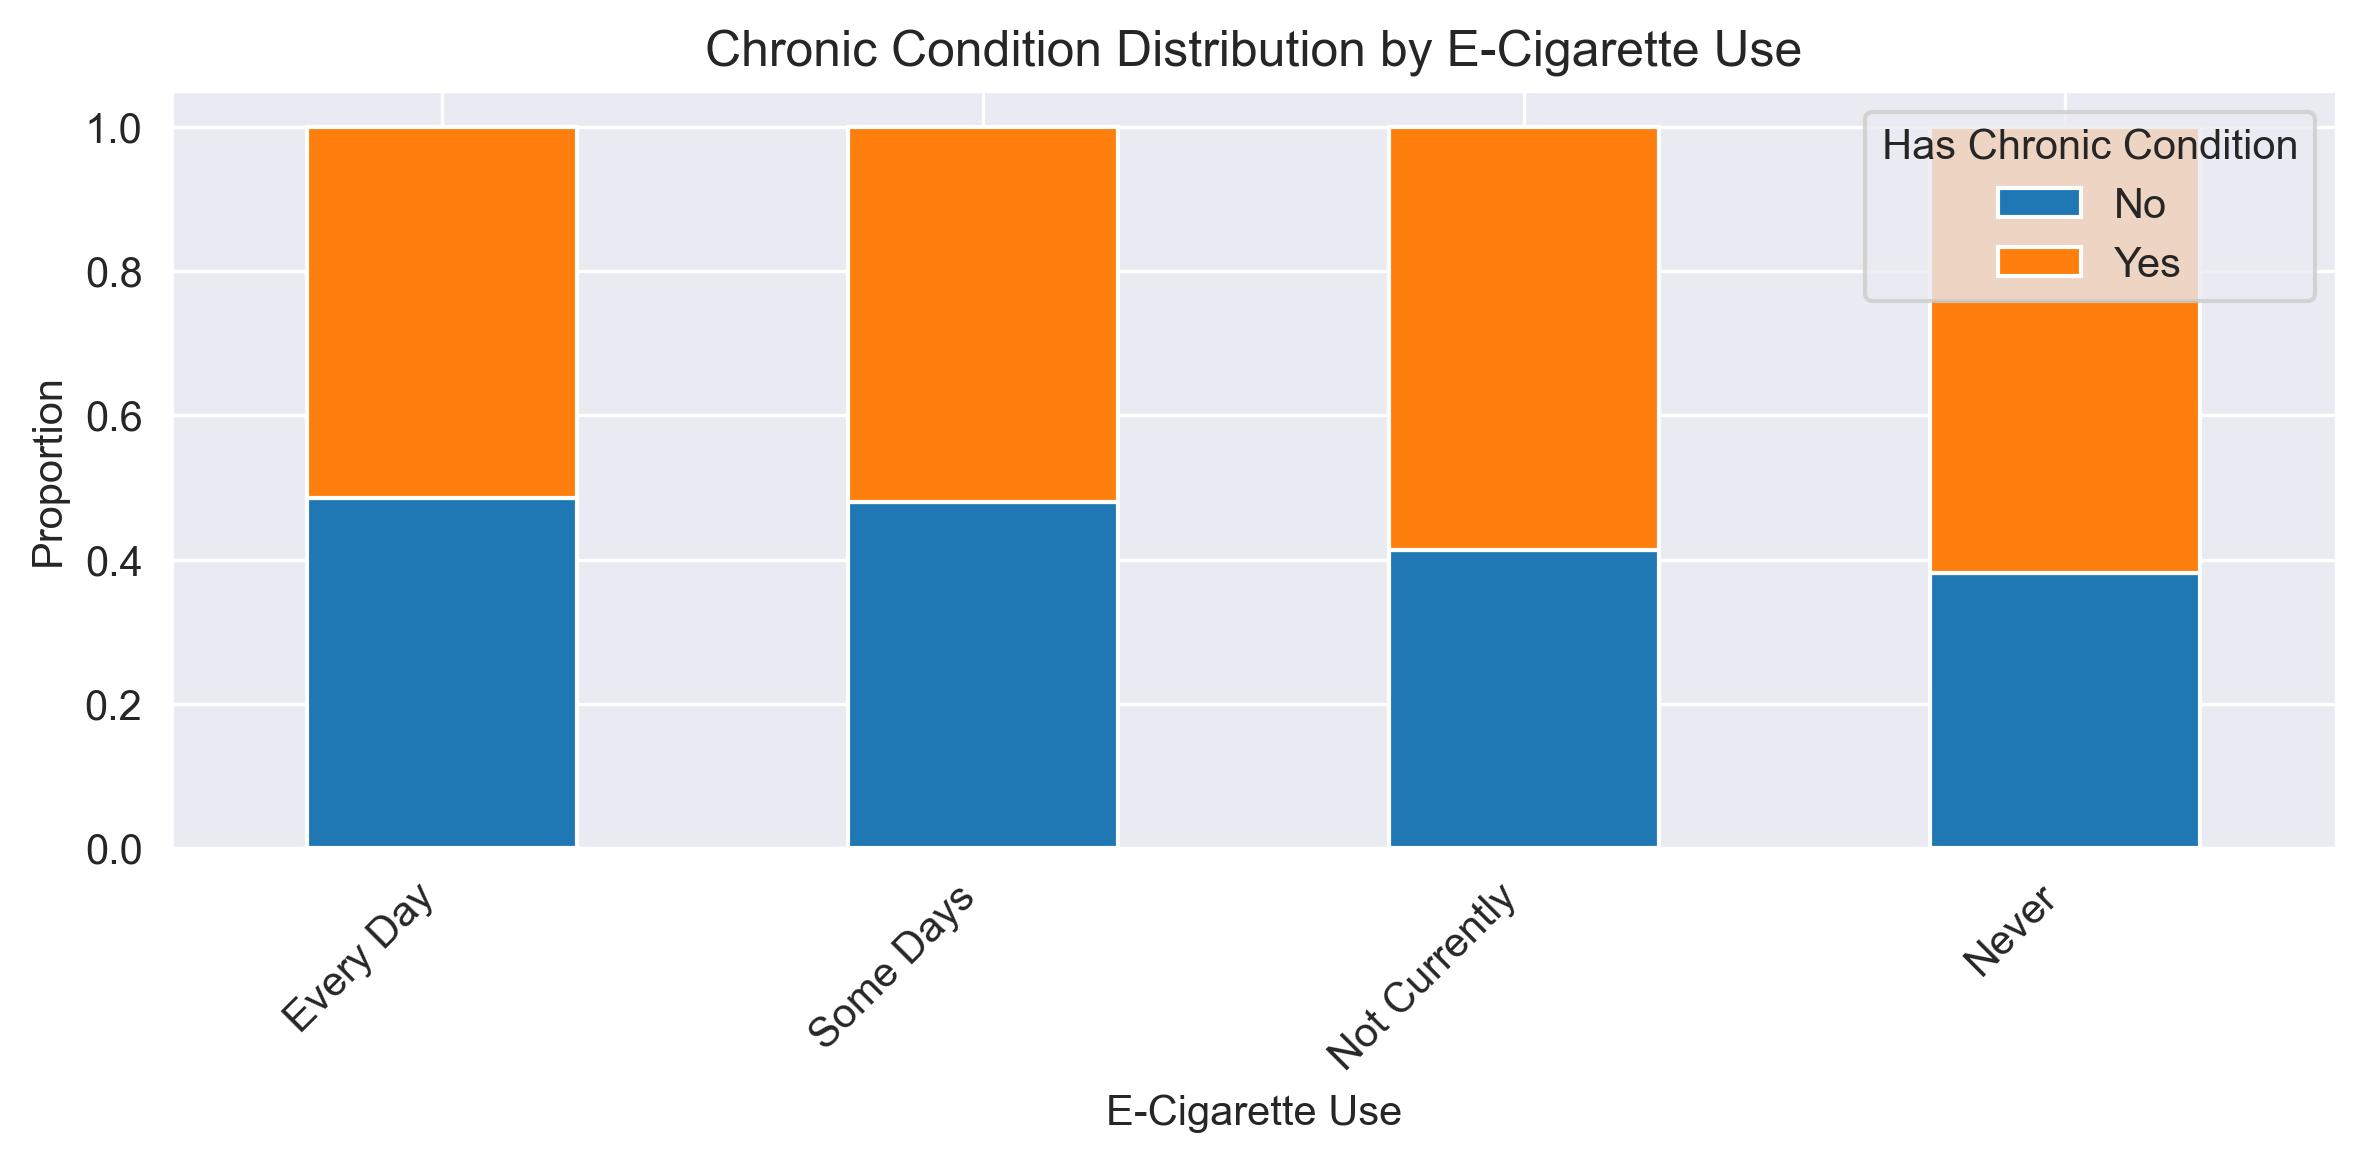 Chronic Condition Distribution by E-Cigarette Use
Has Chronic Condition
No
Yes
Proportion
1.0
0.8
0.6
0.4
0.2
0.0
Every Day
Some Days
Not Currently
Never
E-Cigarette Use